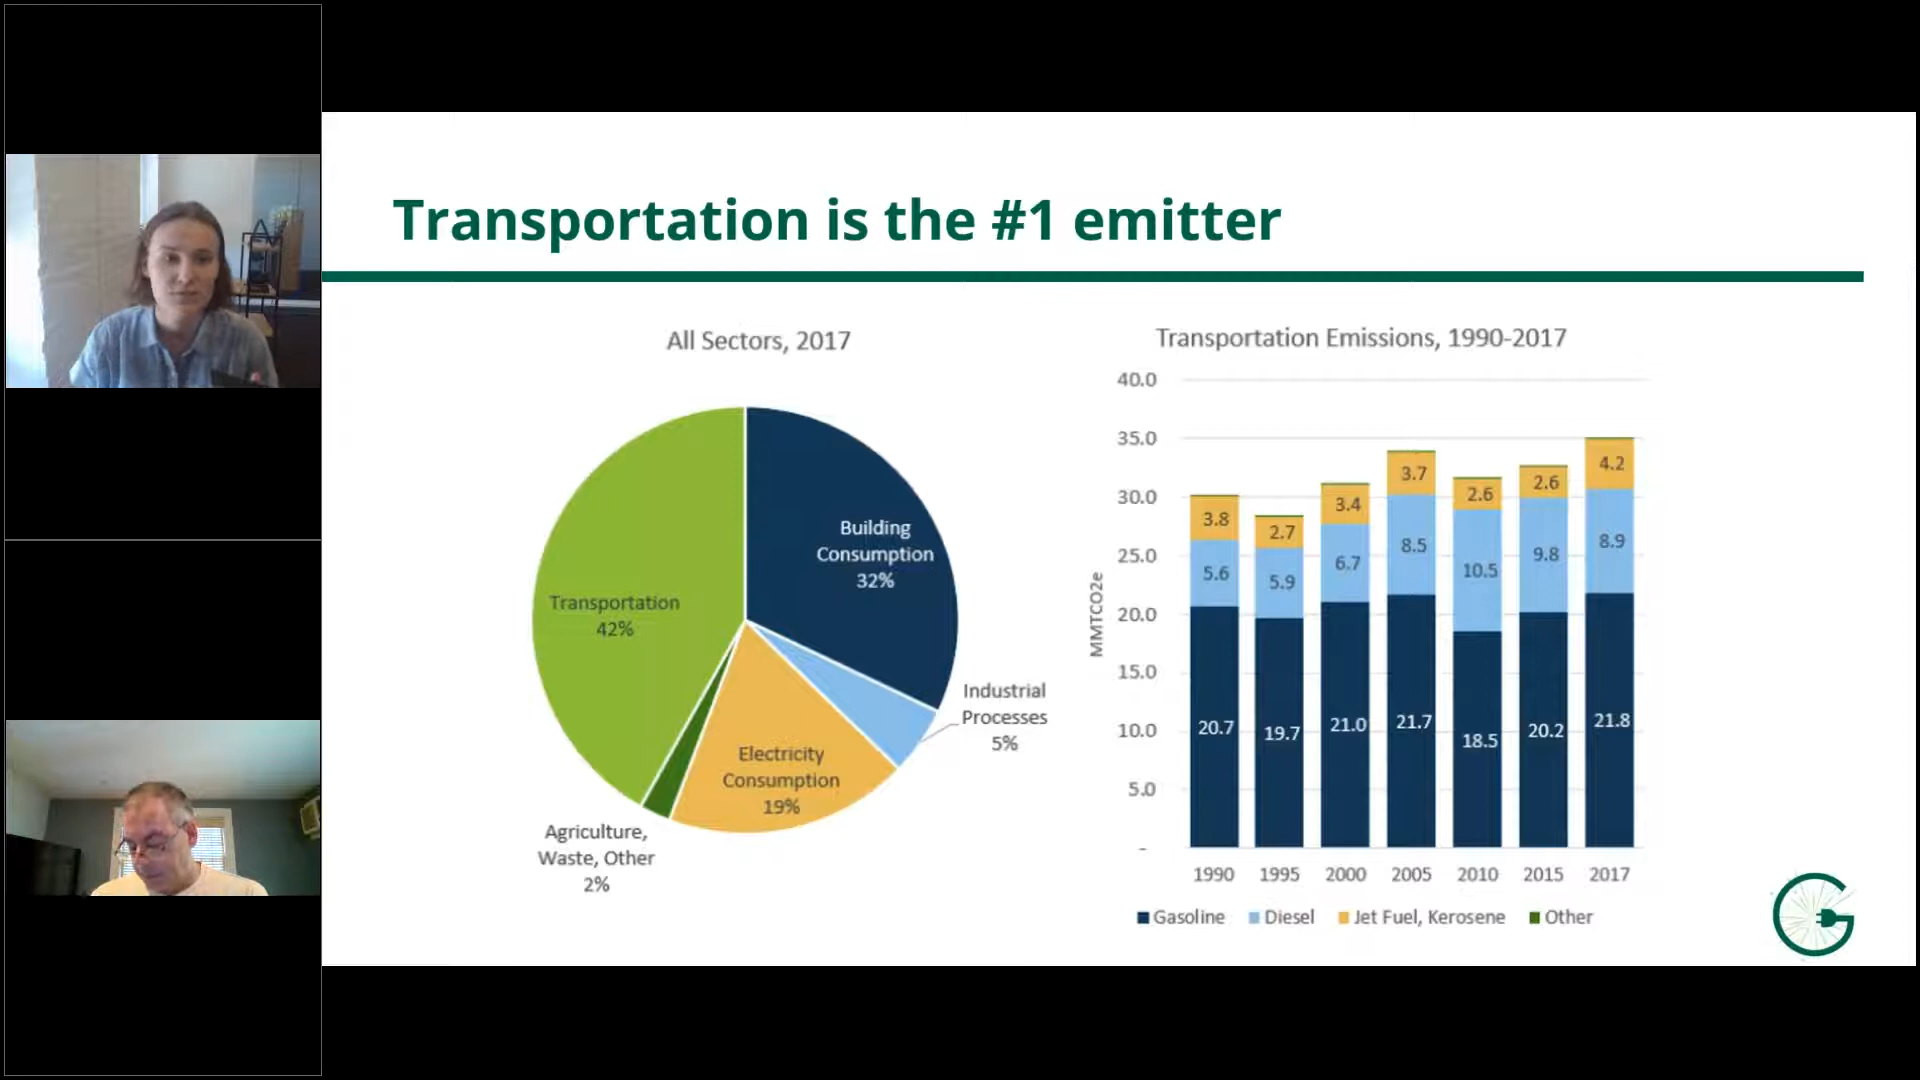 Transportation is the #1 emitter
All Sectors, 2017
Building
Consumption
32%
Transportation
42%
Industrial
Processes
5%
Electricity
Consumption
19%
Agriculture,
Waste, Other
2%
Transportation Emissions, 1990-2017
40.0
35.0
30.0
25.0
20.0
15.0
10.0
5.0
-
MMTCO2e
3.8
2.7
3.4
3.7
2.6
2.6
4.2
5.6
5.9
6.7
8.5
10.5
9.8
8.9
20.7
19.7
21.0
21.7
18.5
20.2
21.8
1990 1995 2000 2005 2010 2015 2017
Gasoline Diesel Jet Fuel, Kerosene Other
G